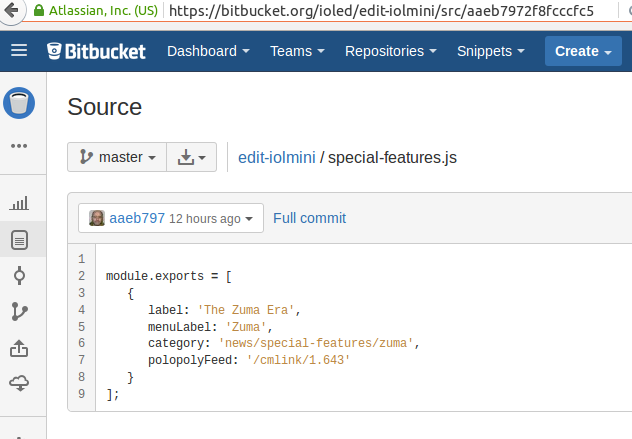 Atlassian, Inc. (US) https://bitbucket.org/ioled/edit-iolmini/src/aaeb7972f8fcccfc5
Bitbucket Dashboard Teams Repositories Snippets Create
Source
master edit-iolmini / special-features.js
aaeb797 12 hours ago Full commit
1
2 module.exports = [
3 {
4 label: 'The Zuma Era',
5 menuLabel: 'Zuma',
6 category: 'news/special-features/zuma',
7 polopolyFeed: '/cmlink/1.643'
8 }
9 ];